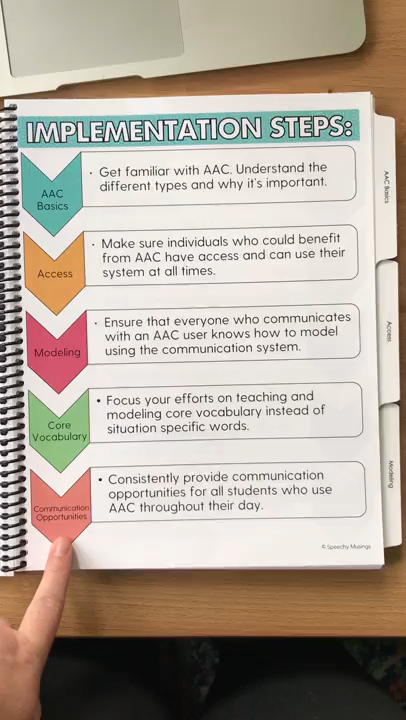 IMPLEMENTATION STEPS:
AAC
Basics
· Get familiar with AAC. Understand the
different types and why it's important.
Access
· Make sure individuals who could benefit
from AAC have access and can use their
system at all times.
Modeling
· Ensure that everyone who communicates
with an AAC user knows how to model
using the communication system.
Core
Vocabulary
• Focus your efforts on teaching and
modeling core vocabulary instead of
situation specific words.
Communication
Opportunities
• Consistently provide communication
opportunities for all students who use
AAC throughout their day.
© Speechy Musings
AAC Basics
Access
Modeling